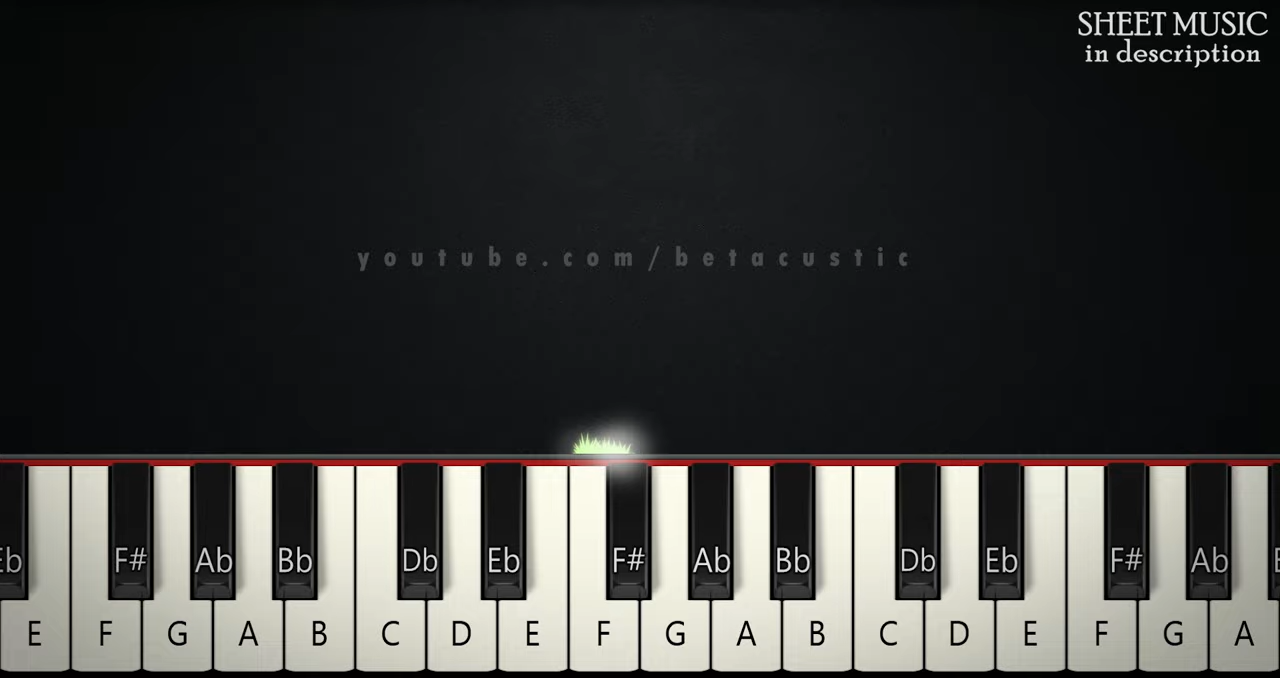 SHEET MUSIC
in description
youtube.com/betacustic
Eb F# Ab Bb Db Eb F# Ab Bb Db Eb F# Ab
E F G A B C D E F G A B C D E F G A